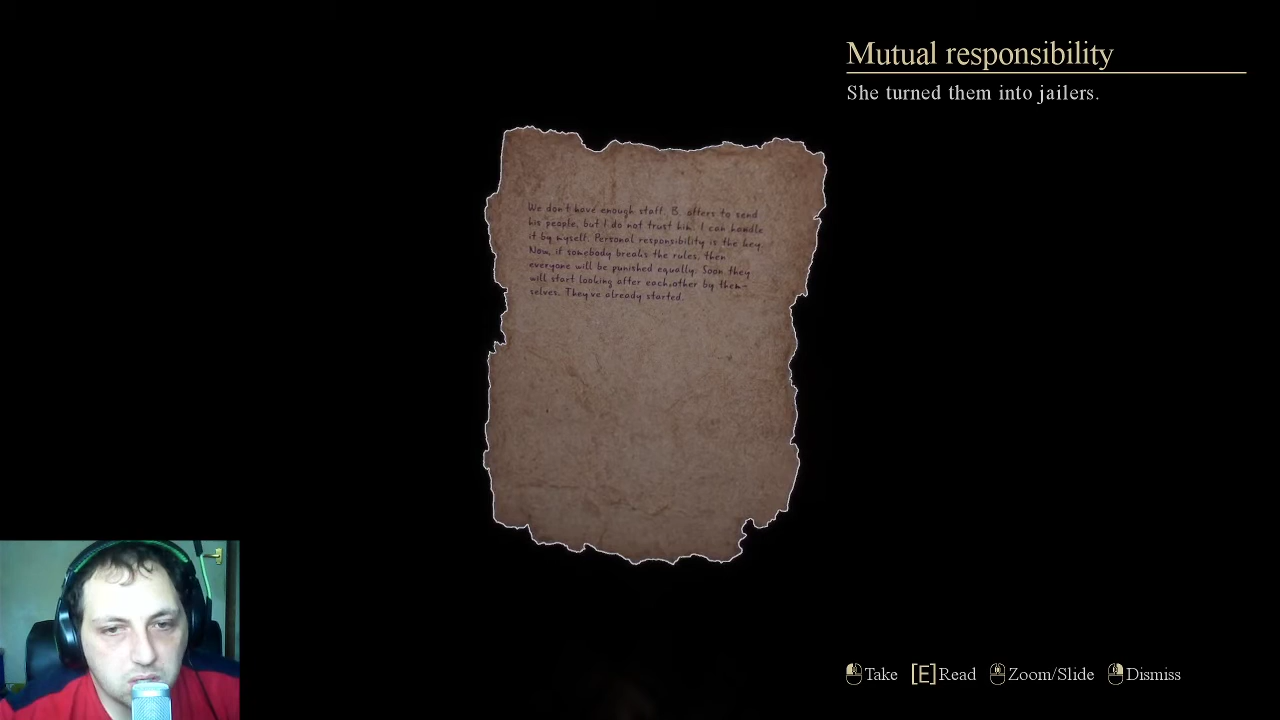 Mutual responsibility
She turned them into jailers.
We don't have enough staff. B. offers to send
his people, but I do not trust him. I can handle
it by myself. Personal responsibility is the key.
Now, if somebody breaks the rules, then
everyone will be punished equally. Soon they
will start looking after each other by them-
selves. They've already started.
Take [E]Read Zoom/Slide Dismiss